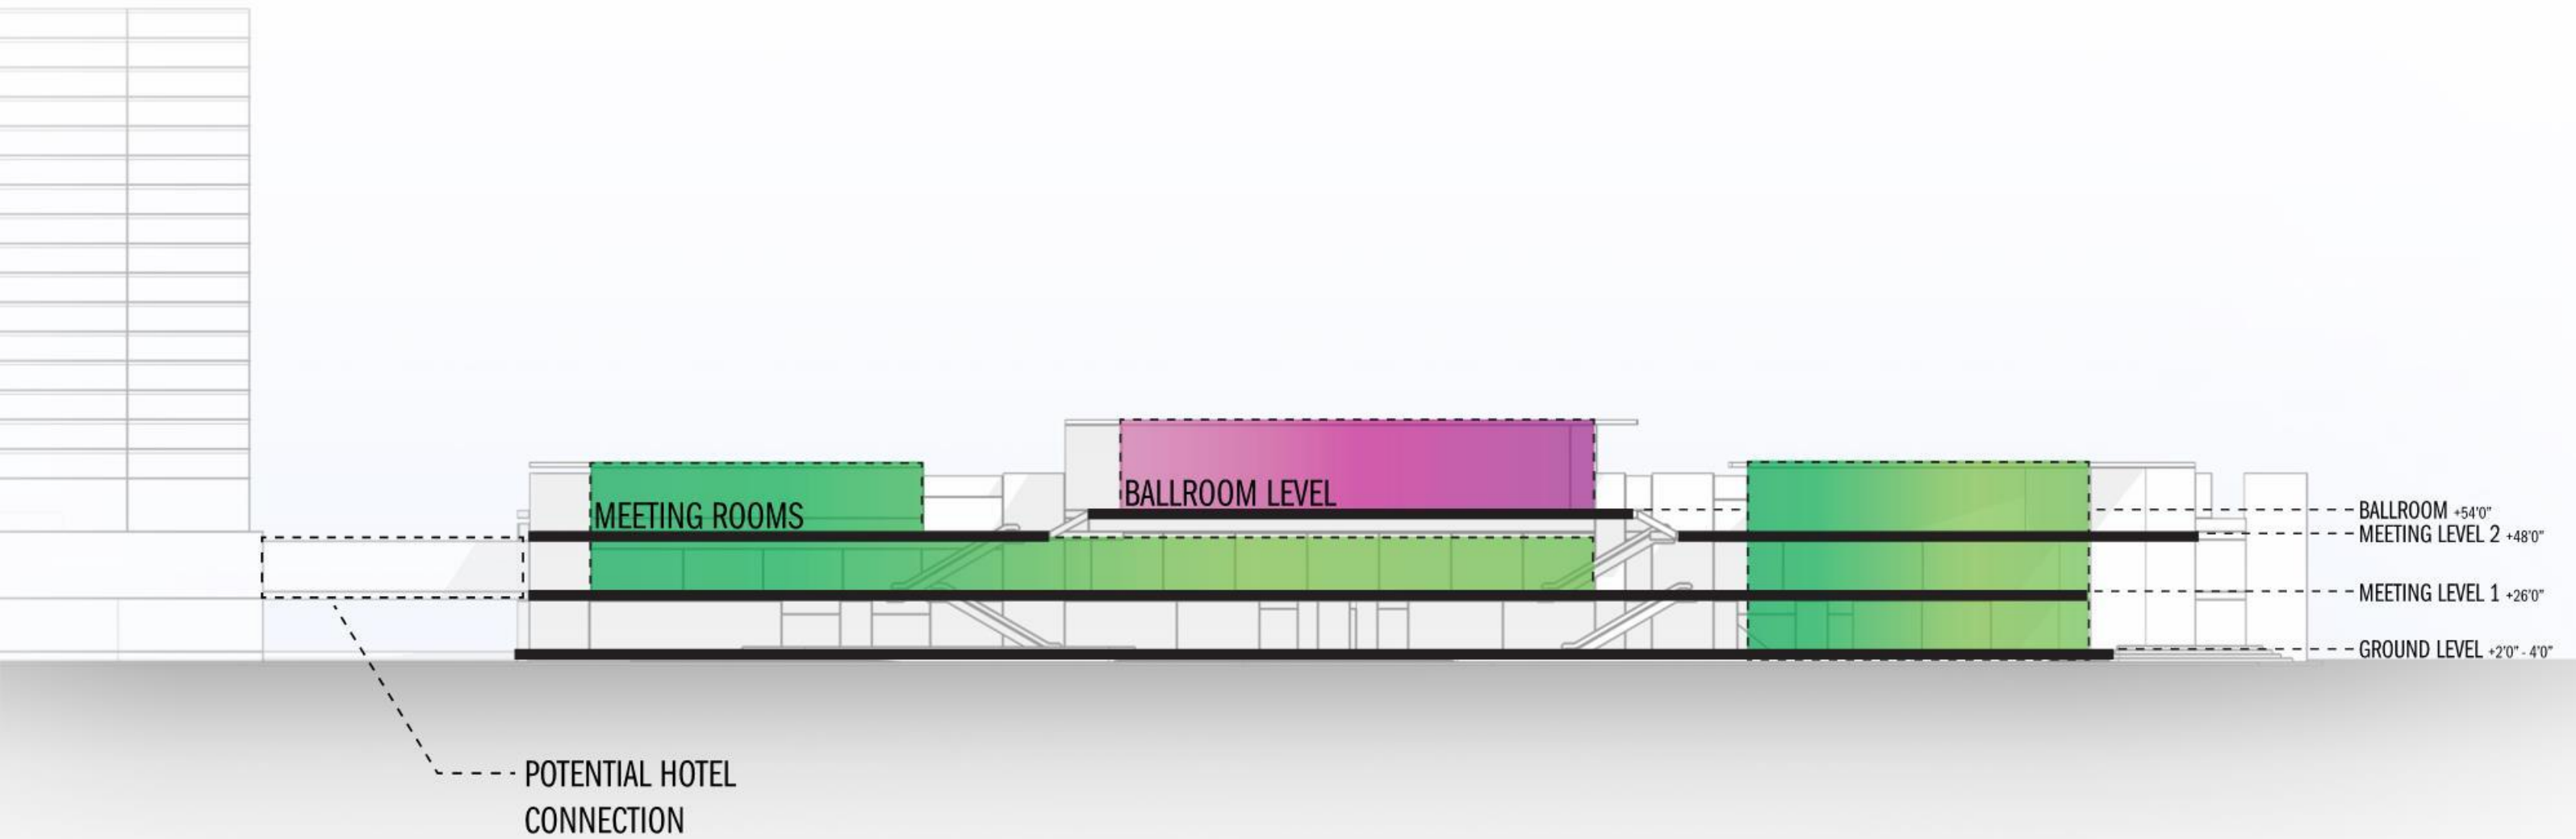 MEETING ROOMS
BALLROOM LEVEL
BALLROOM +54'0"
MEETING LEVEL 2 +48'0"
MEETING LEVEL 1 +26'0"
GROUND LEVEL +2'0" - 4'0"
POTENTIAL HOTEL
CONNECTION